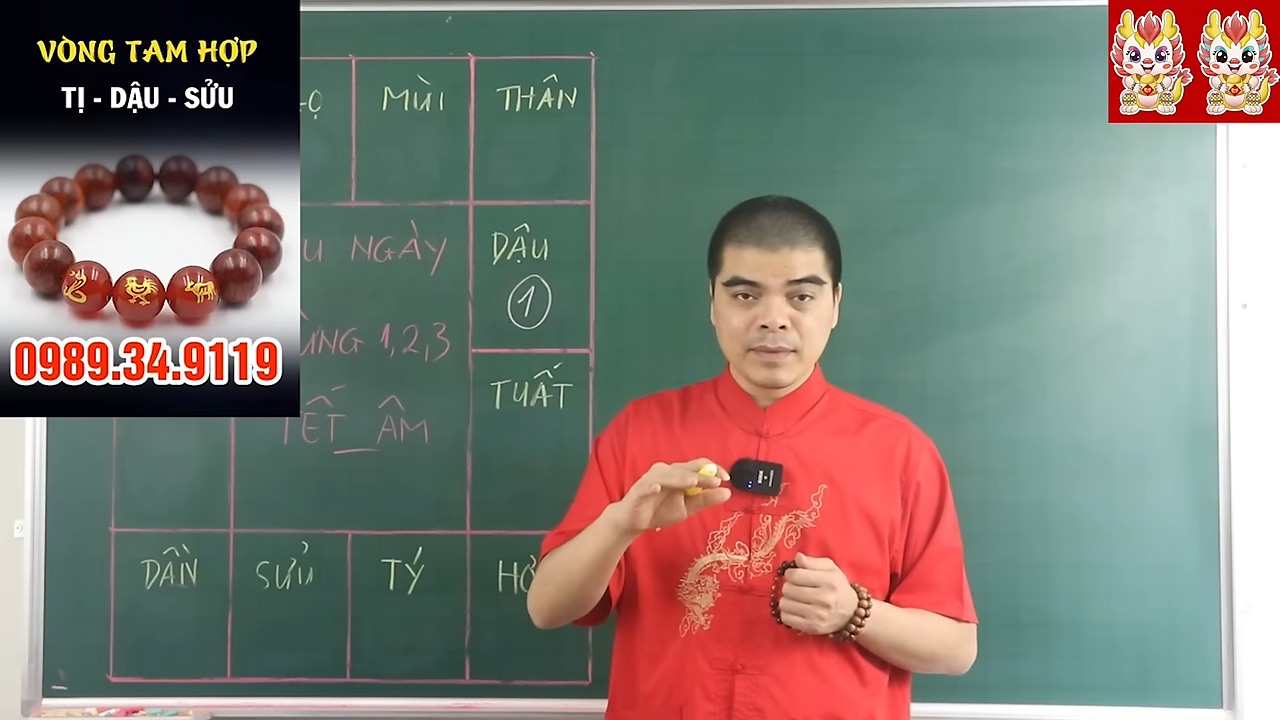 VÒNG TAM HỢP
TỊ - DẬU - SỬU
0989.34.9119
MÙI
THÂN
NGÀY
DẬU
1
1,2,3
TUẤT
TẾT ÂM
DẦN
SỬU
TÝ